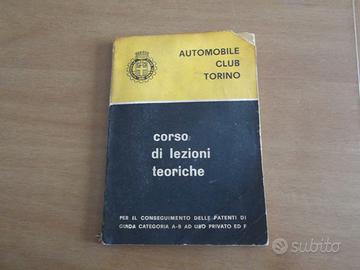 AUTOMOBILE
CLUB
TORINO
corso
di lezioni
teoriche
PER IL CONSEGUIMENTO DELLE PATENTI DI
GUIDA CATEGORIA A-B AD USO PRIVATO ED F
subito